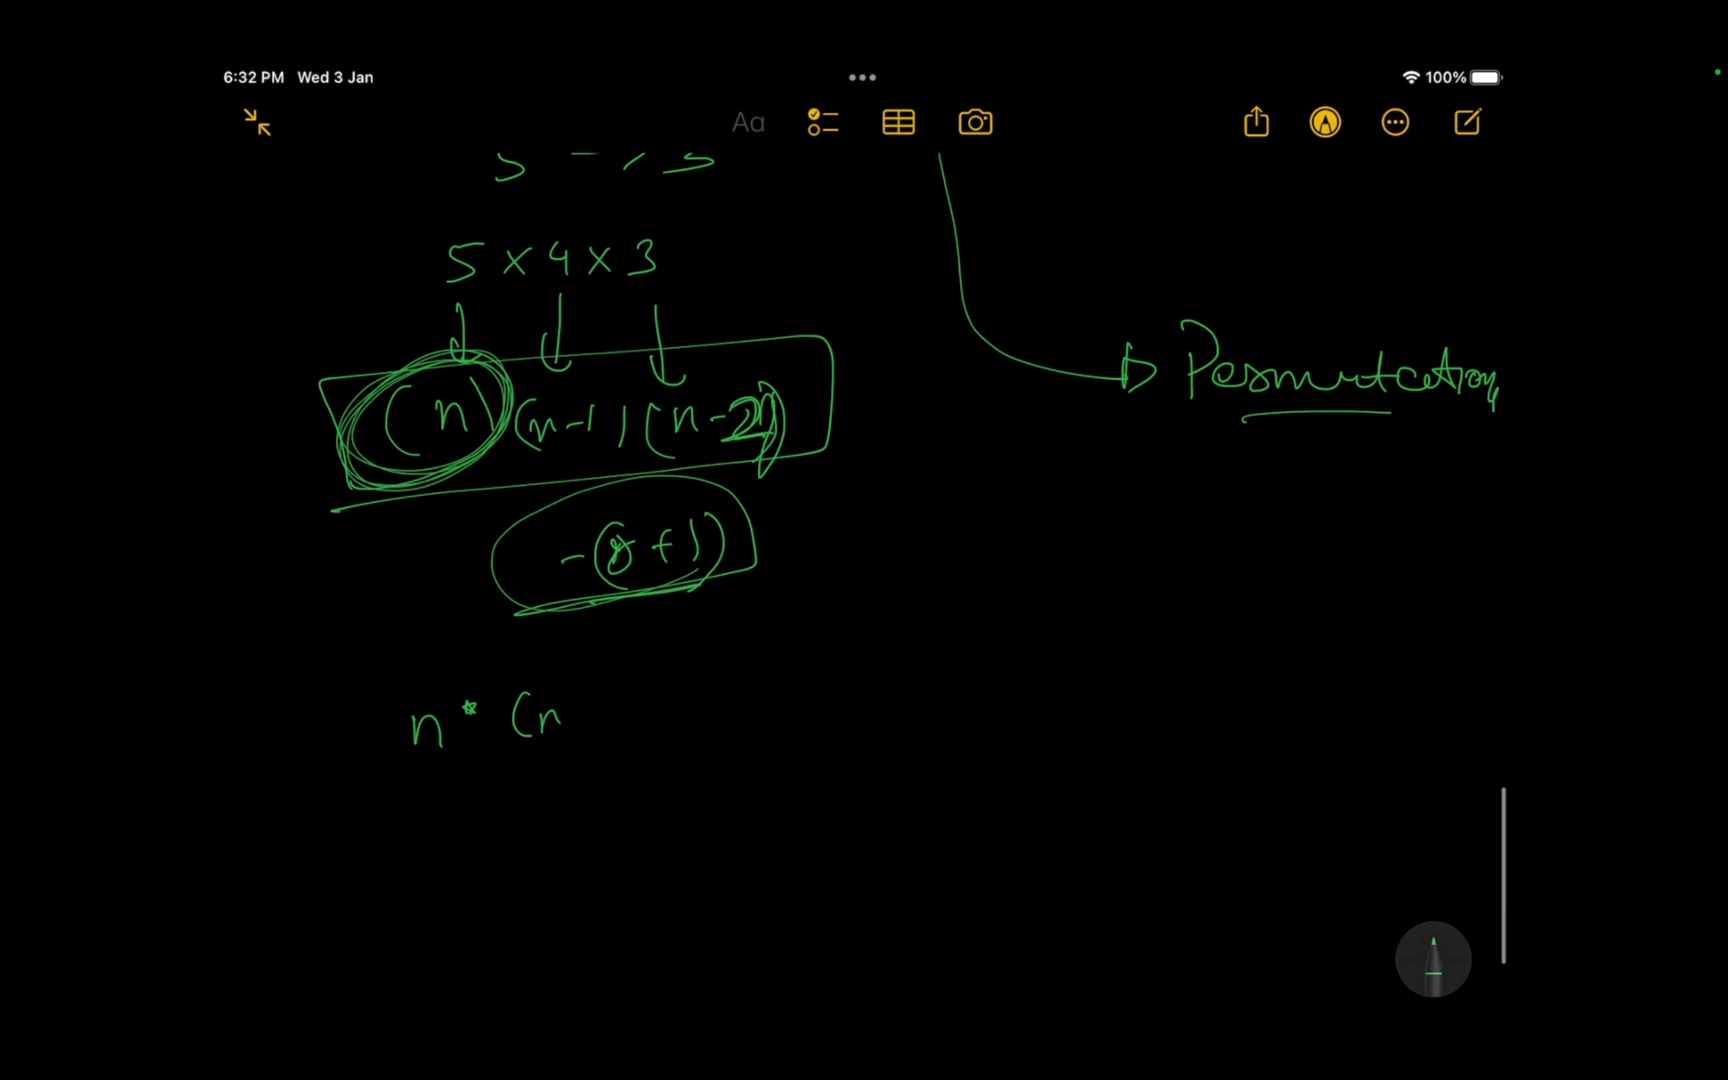 6:32 PM Wed 3 Jan
100%
Aa
5 × 4 × 3
(n) (n-1) (n-2)
Permutation
-(r+1)
n * (n